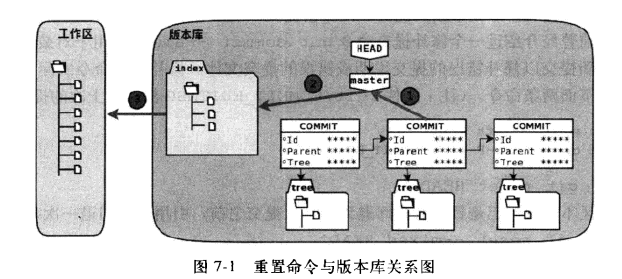 工作区
版本库
HEAD
index
master
②
①
③
COMMIT
Id *****
Parent *****
Tree *****
COMMIT
Id *****
Parent *****
Tree *****
COMMIT
Id *****
Parent *****
Tree *****
tree
tree
tree
图 7-1 重置命令与版本库关系图